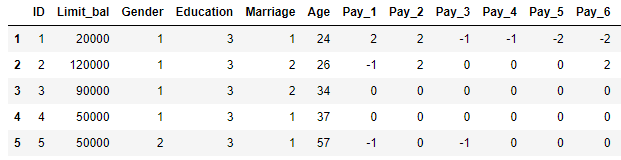 ID Limit_bal Gender Education Marriage Age Pay_1 Pay_2 Pay_3 Pay_4 Pay_5 Pay_6
1 1 20000 1 3 1 24 2 2 -1 -1 -2 -2
2 2 120000 1 3 2 26 -1 2 0 0 0 2
3 3 90000 1 3 2 34 0 0 0 0 0 0
4 4 50000 1 3 1 37 0 0 0 0 0 0
5 5 50000 2 3 1 57 -1 0 -1 0 0 0